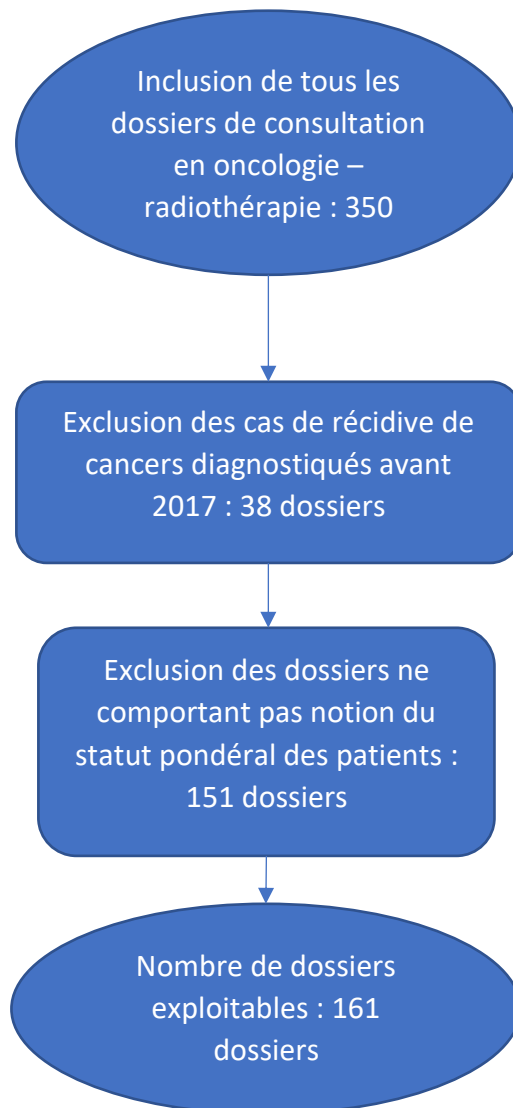 Inclusion de tous les
dossiers de consultation
en oncologie –
radiothérapie : 350
Exclusion des cas de récidive de
cancers diagnostiqués avant
2017 : 38 dossiers
Exclusion des dossiers ne
comportant pas notion du
statut pondéral des patients :
151 dossiers
Nombre de dossiers
exploitables : 161
dossiers